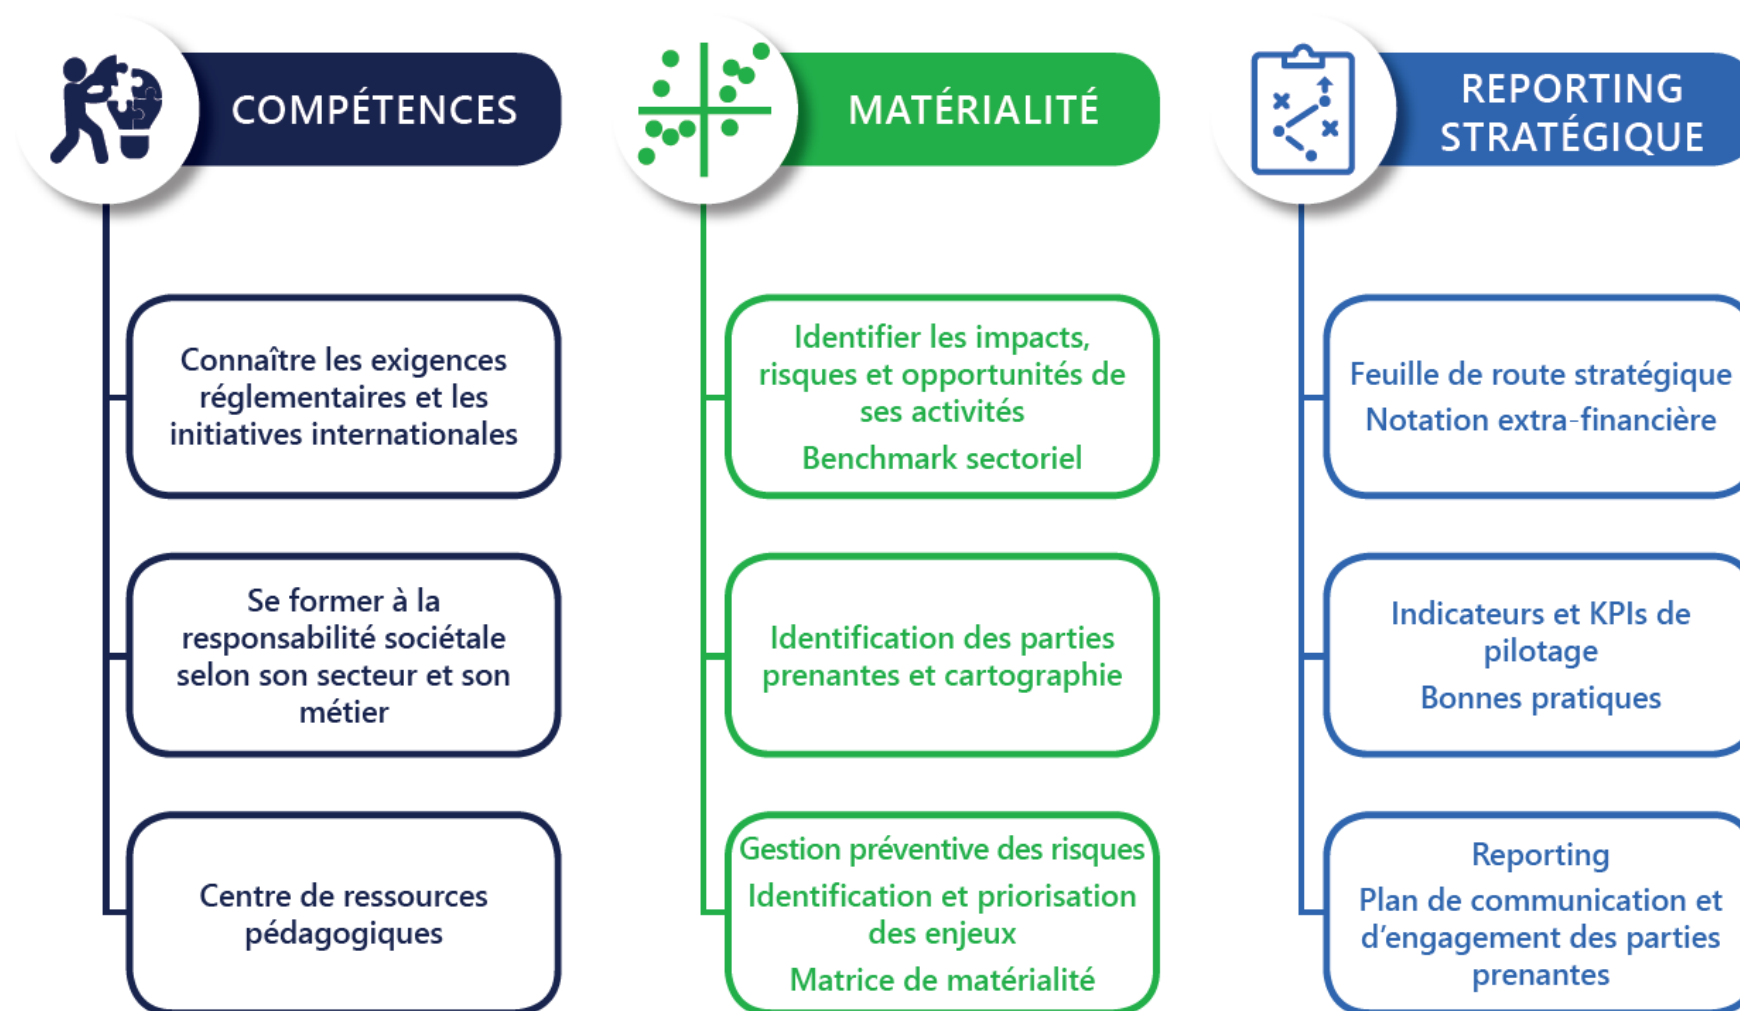 COMPÉTENCES
Connaître les exigences
réglementaires et les
initiatives internationales
Se former à la
responsabilité sociétale
selon son secteur et son
métier
Centre de ressources
pédagogiques
MATÉRIALITÉ
Identifier les impacts,
risques et opportunités de
ses activités
Benchmark sectoriel
Identification des parties
prenantes et cartographie
Gestion préventive des risques
Identification et priorisation
des enjeux
Matrice de matérialité
REPORTING
STRATÉGIQUE
Feuille de route stratégique
Notation extra-financière
Indicateurs et KPIs de
pilotage
Bonnes pratiques
Reporting
Plan de communication et
d’engagement des parties
prenantes